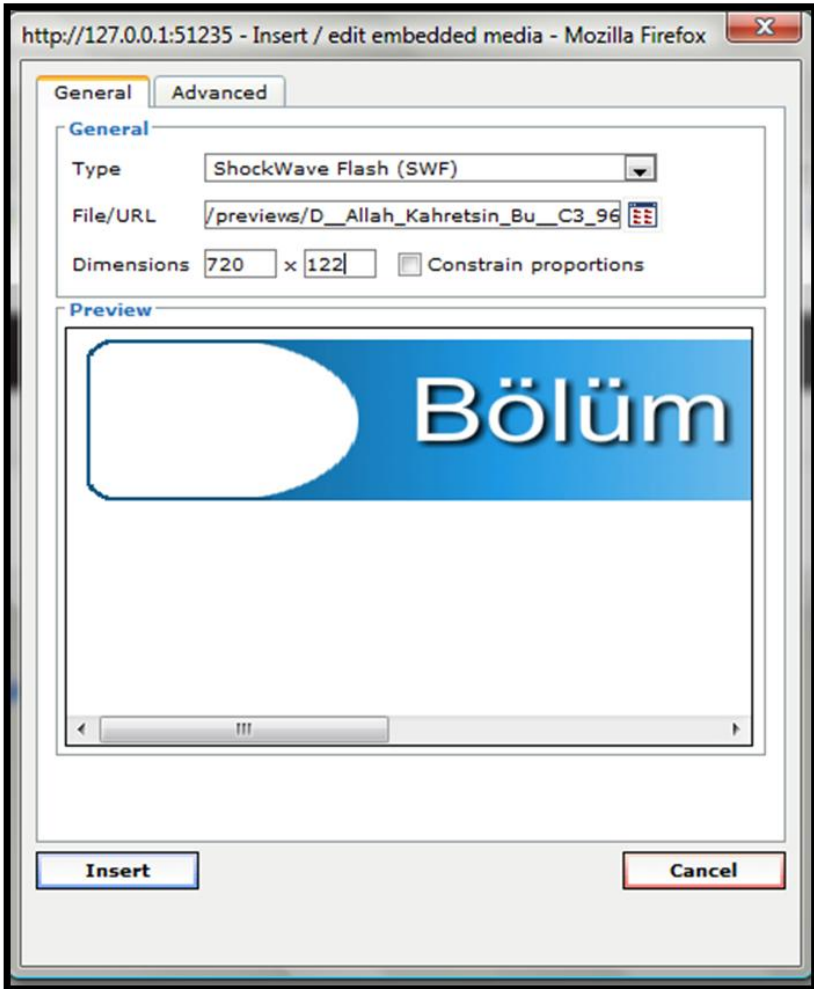 http://127.0.0.1:51235 - Insert / edit embedded media - Mozilla Firefox
General Advanced
General
Type ShockWave Flash (SWF)
File/URL /previews/D__Allah_Kahretsin_Bu__C3_96
Dimensions 720 x 122 Constrain proportions
Preview
Bölüm
Insert Cancel